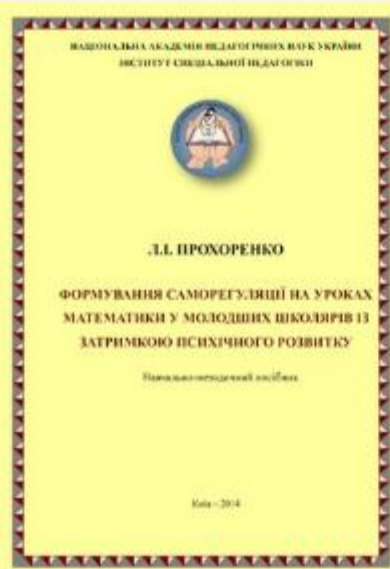 НАЦІОНАЛЬНА АКАДЕМІЯ ПЕДАГОГІЧНИХ НАУК УКРАЇНИ
ІНСТИТУТ СПЕЦІАЛЬНОЇ ПЕДАГОГІКИ
Л.І. ПРОХОРЕНКО
ФОРМУВАННЯ САМОРЕГУЛЯЦІЇ НА УРОКАХ
МАТЕМАТИКИ У МОЛОДШИХ ШКОЛЯРІВ ІЗ
ЗАТРИМКОЮ ПСИХІЧНОГО РОЗВИТКУ
Навчально-методичний посібник
Київ – 2014